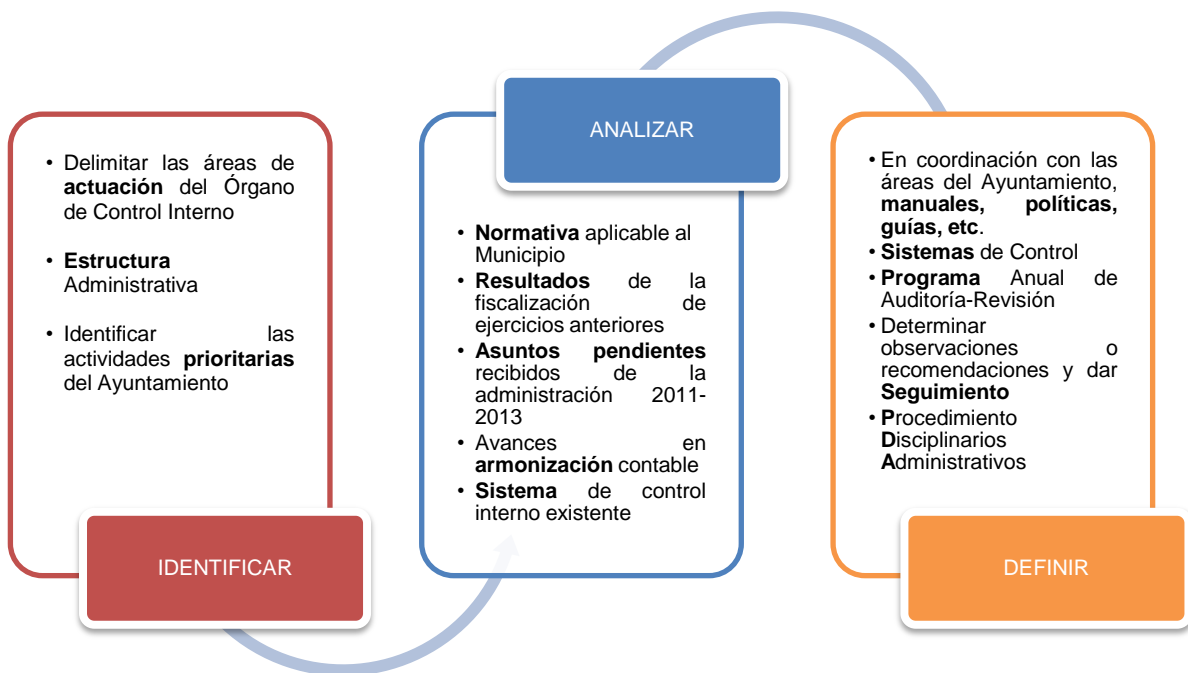 • Delimitar las áreas de
actuación del Órgano
de Control Interno
• Estructura
Administrativa
• Identificar las
actividades prioritarias
del Ayuntamiento
IDENTIFICAR
ANALIZAR
• Normativa aplicable al
Municipio
• Resultados de la
fiscalización de
ejercicios anteriores
• Asuntos pendientes
recibidos de la
administración 2011-
2013
• Avances en
armonización contable
• Sistema de control
interno existente
• En coordinación con las
áreas del Ayuntamiento,
manuales, políticas,
guías, etc.
• Sistemas de Control
• Programa Anual de
Auditoría-Revisión
• Determinar
observaciones o
recomendaciones y dar
Seguimiento
• Procedimiento
Disciplinarios
Administrativos
DEFINIR